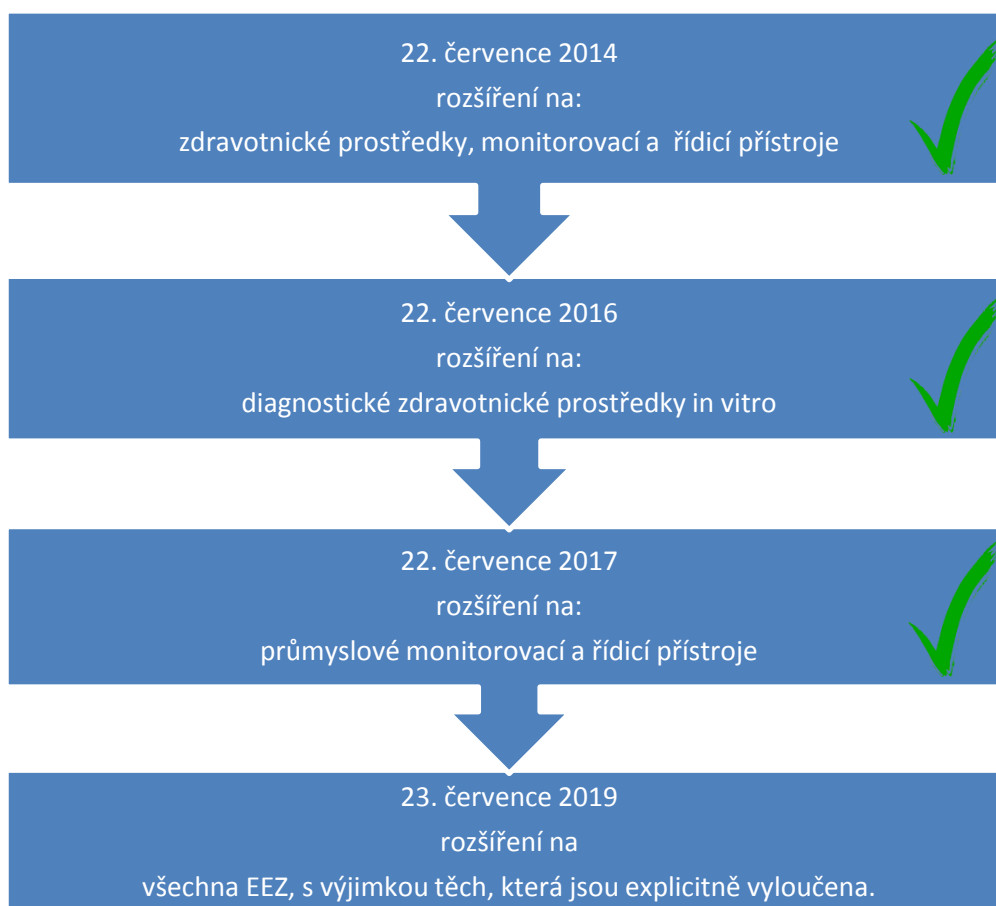 22. července 2014
rozšíření na:
zdravotnické prostředky, monitorovací a řídicí přístroje
22. července 2016
rozšíření na:
diagnostické zdravotnické prostředky in vitro
22. července 2017
rozšíření na:
průmyslové monitorovací a řídicí přístroje
23. července 2019
rozšíření na
všechna EEZ, s výjimkou těch, která jsou explicitně vyloučena.